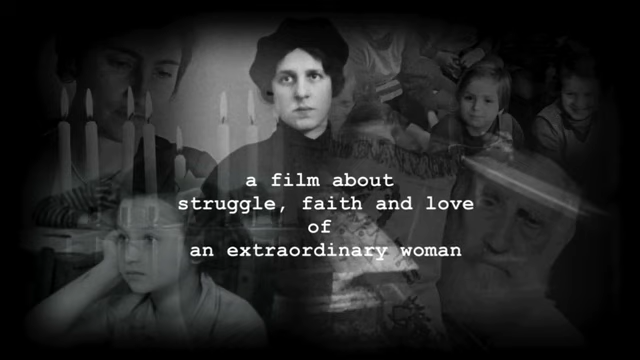 a film about
struggle, faith and love
of
an extraordinary woman